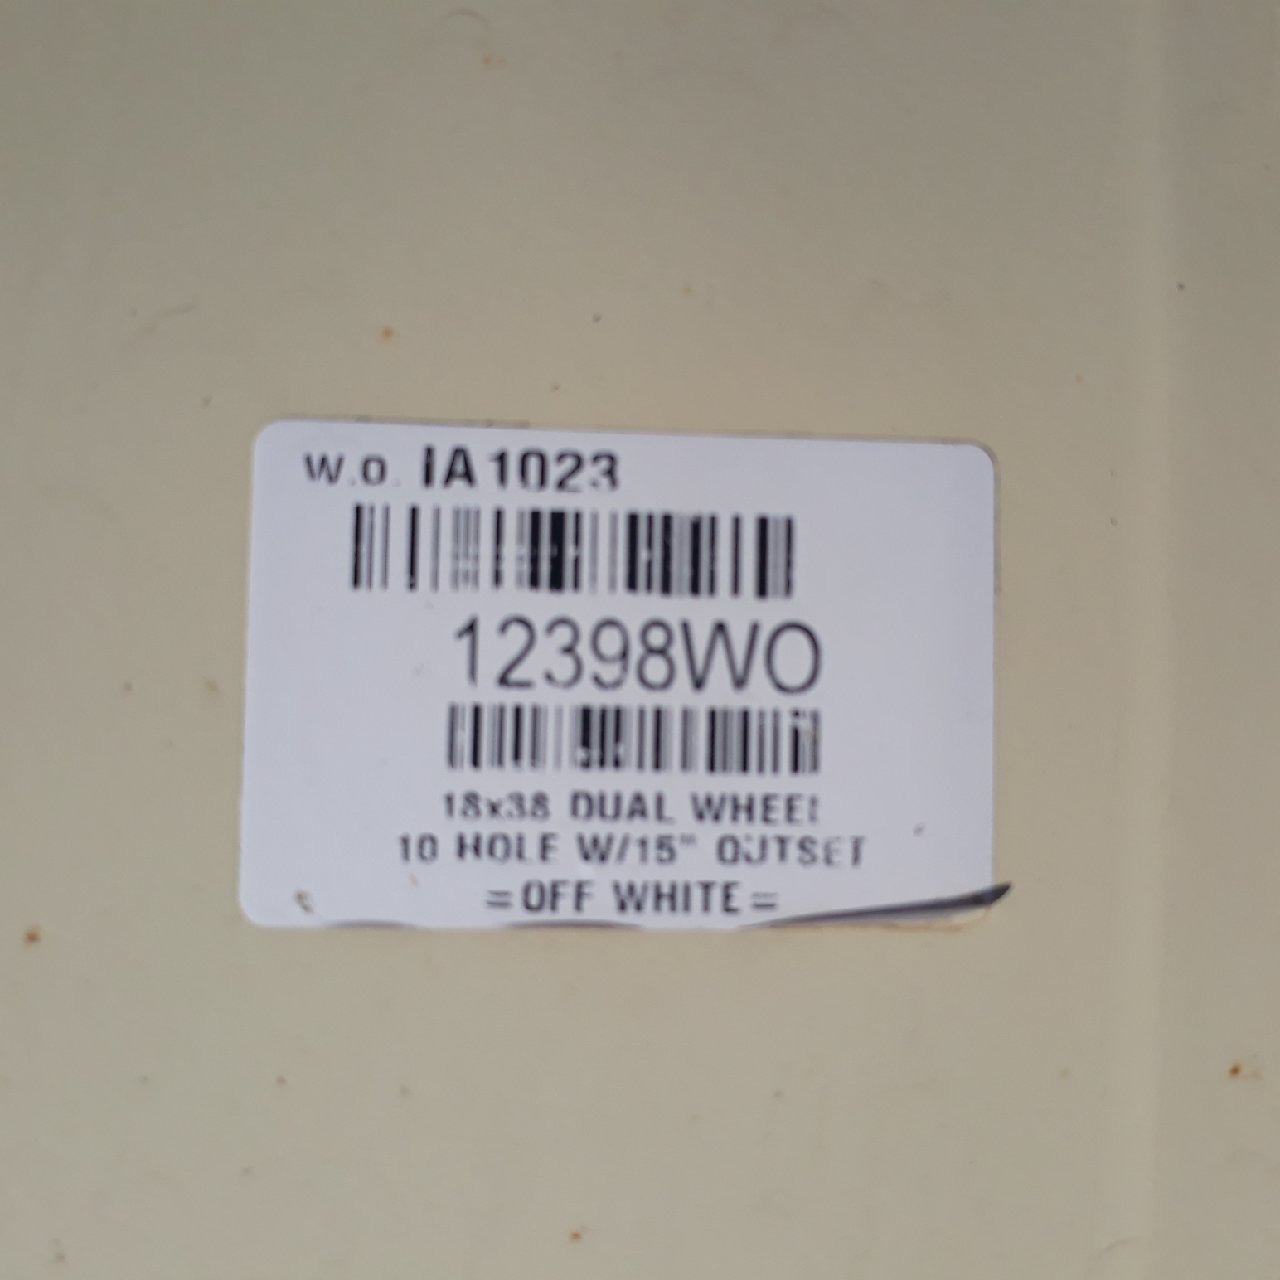 W.O. IA1023
12398WO
18x38 DUAL WHEEL
10 HOLE W/15" OUTSET
=OFF WHITE=